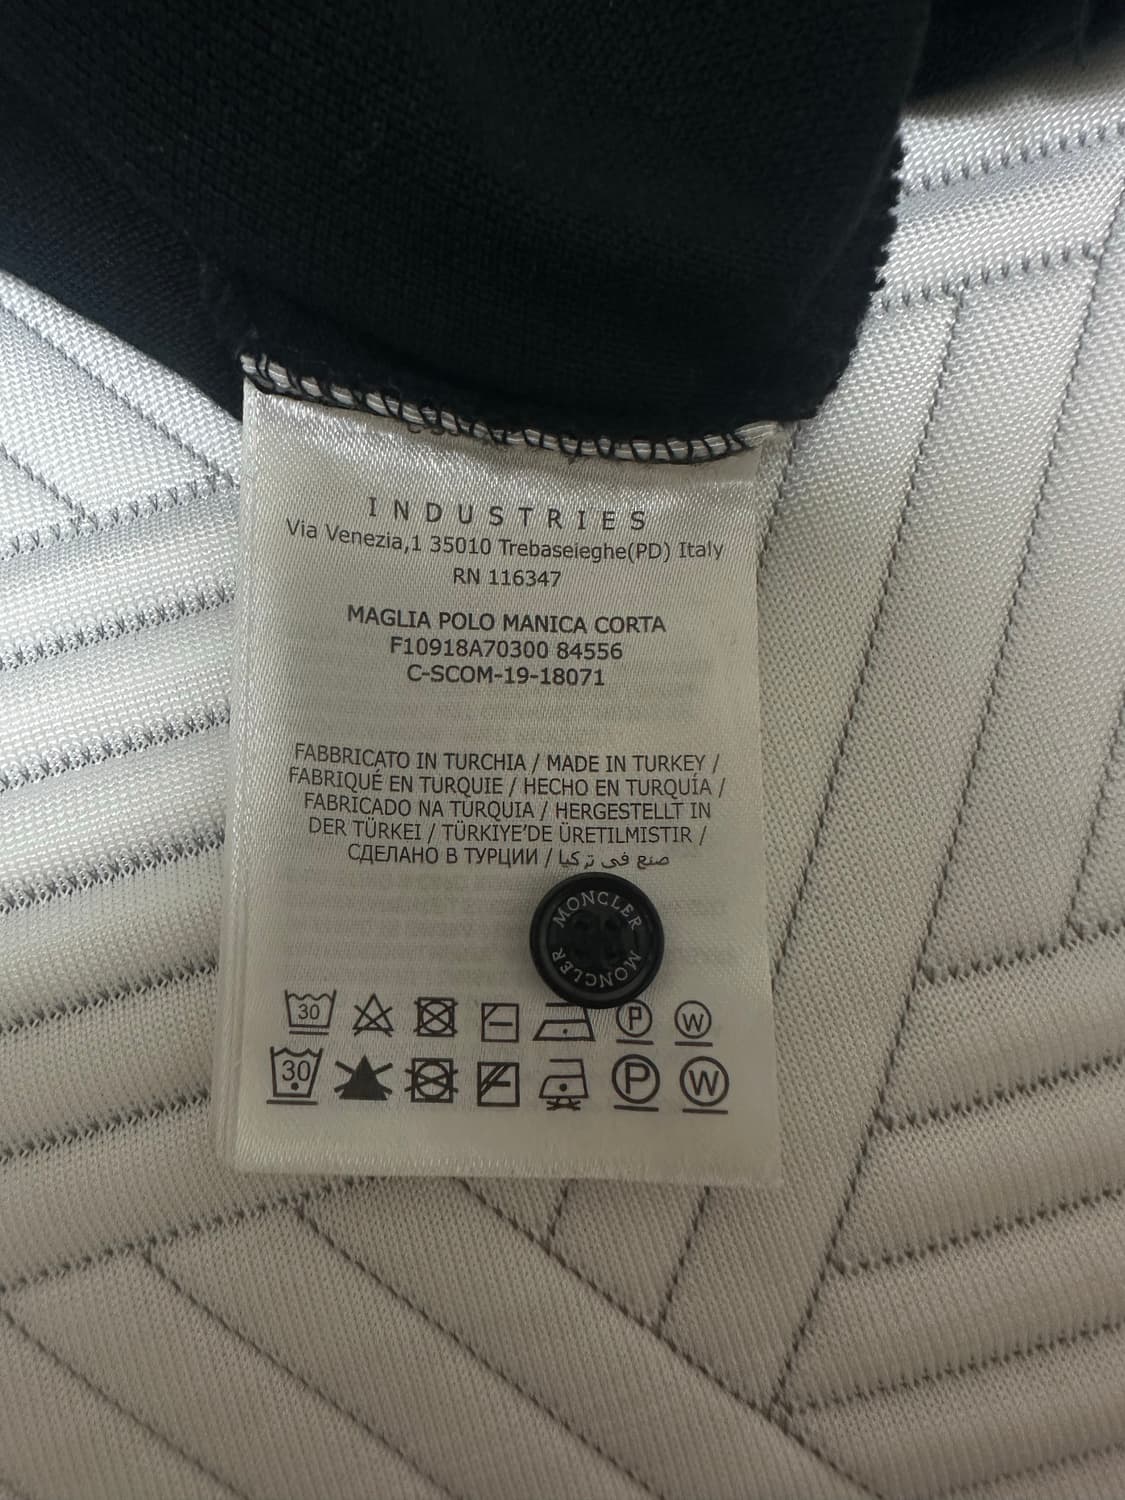 INDUSTRIES
Via Venezia,1 35010 Trebaseleghe(PD) Italy
RN 116347
MAGLIA POLO MANICA CORTA
F10918A70300 84556
C-SCOM-19-18071
FABBRICATO IN TURCHIA / MADE IN TURKEY /
FABRIQUÉ EN TURQUIE / HECHO EN TURQUÍA /
FABRICADO NA TURQUIA / HERGESTELLT IN
DER TÜRKEI / TÜRKIYE'DE ÜRETILMISTIR /
СДЕЛАНО В ТУРЦИИ / صنع في تركيا
MONCLER
MONCLER
30 P W
30 P W